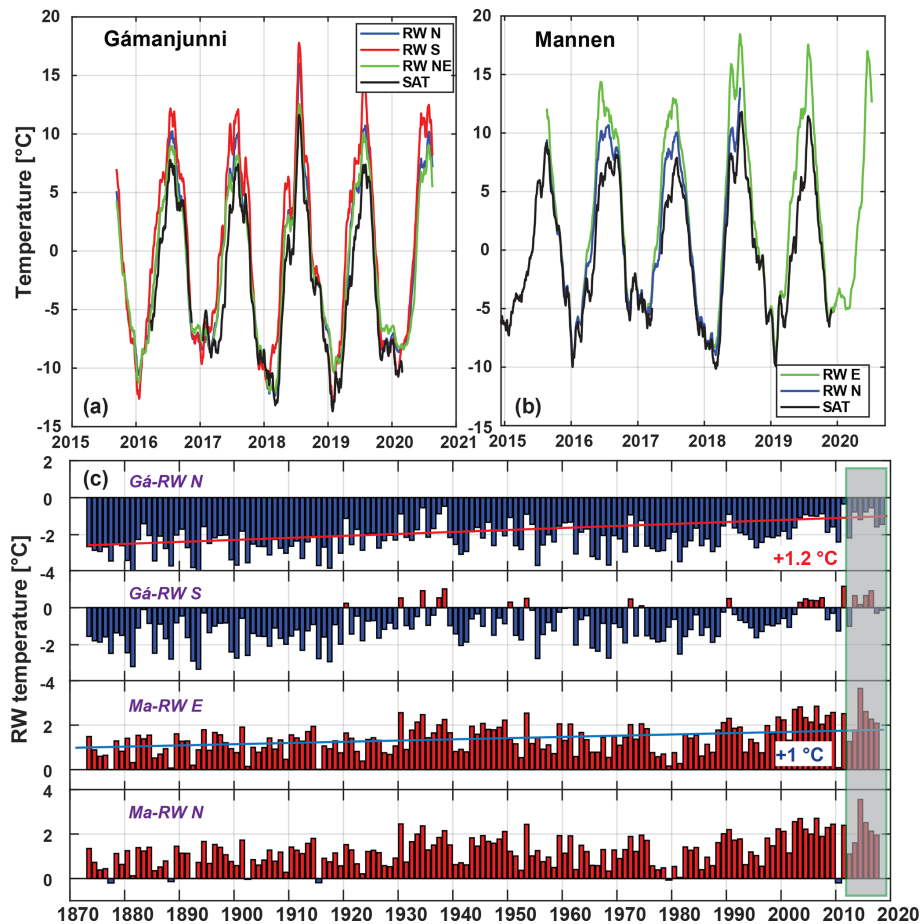 Gámanjunni
RW N
RW S
RW NE
SAT
Temperature [°C]
20
15
10
5
0
-5
-10
-15
(a)
2015 2016 2017 2018 2019 2020 2021
Mannen
20
15
10
5
0
-5
-10
-15
RW E
RW N
SAT
(b)
2015 2016 2017 2018 2019 2020
RW temperature [°C]
(c)
Gá-RW N
2
0
-2
-4
+1.2 °C
Gá-RW S
0
-2
-4
Ma-RW E
2
0
+1 °C
Ma-RW N
2
0
1870 1880 1890 1900 1910 1920 1930 1940 1950 1960 1970 1980 1990 2000 2010 2020